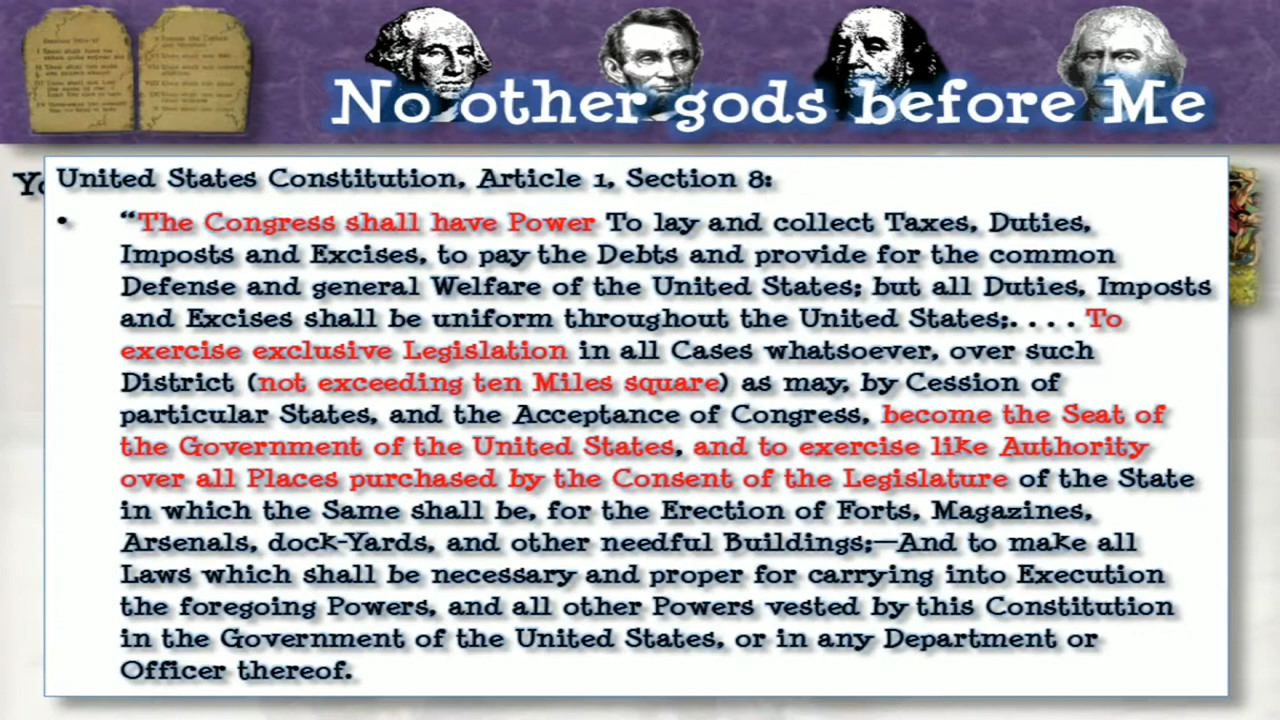 No other gods before Me
United States Constitution, Article 1, Section 8:
• “The Congress shall have Power To lay and collect Taxes, Duties,
Imposts and Excises, to pay the Debts and provide for the common
Defense and general Welfare of the United States; but all Duties, Imposts
and Excises shall be uniform throughout the United States;. . . . To
exercise exclusive Legislation in all Cases whatsoever, over such
District (not exceeding ten Miles square) as may, by Cession of
particular States, and the Acceptance of Congress, become the Seat of
the Government of the United States, and to exercise like Authority
over all Places purchased by the Consent of the Legislature of the State
in which the Same shall be, for the Erection of Forts, Magazines,
Arsenals, dock-Yards, and other needful Buildings;—And to make all
Laws which shall be necessary and proper for carrying into Execution
the foregoing Powers, and all other Powers vested by this Constitution
in the Government of the United States, or in any Department or
Officer thereof.